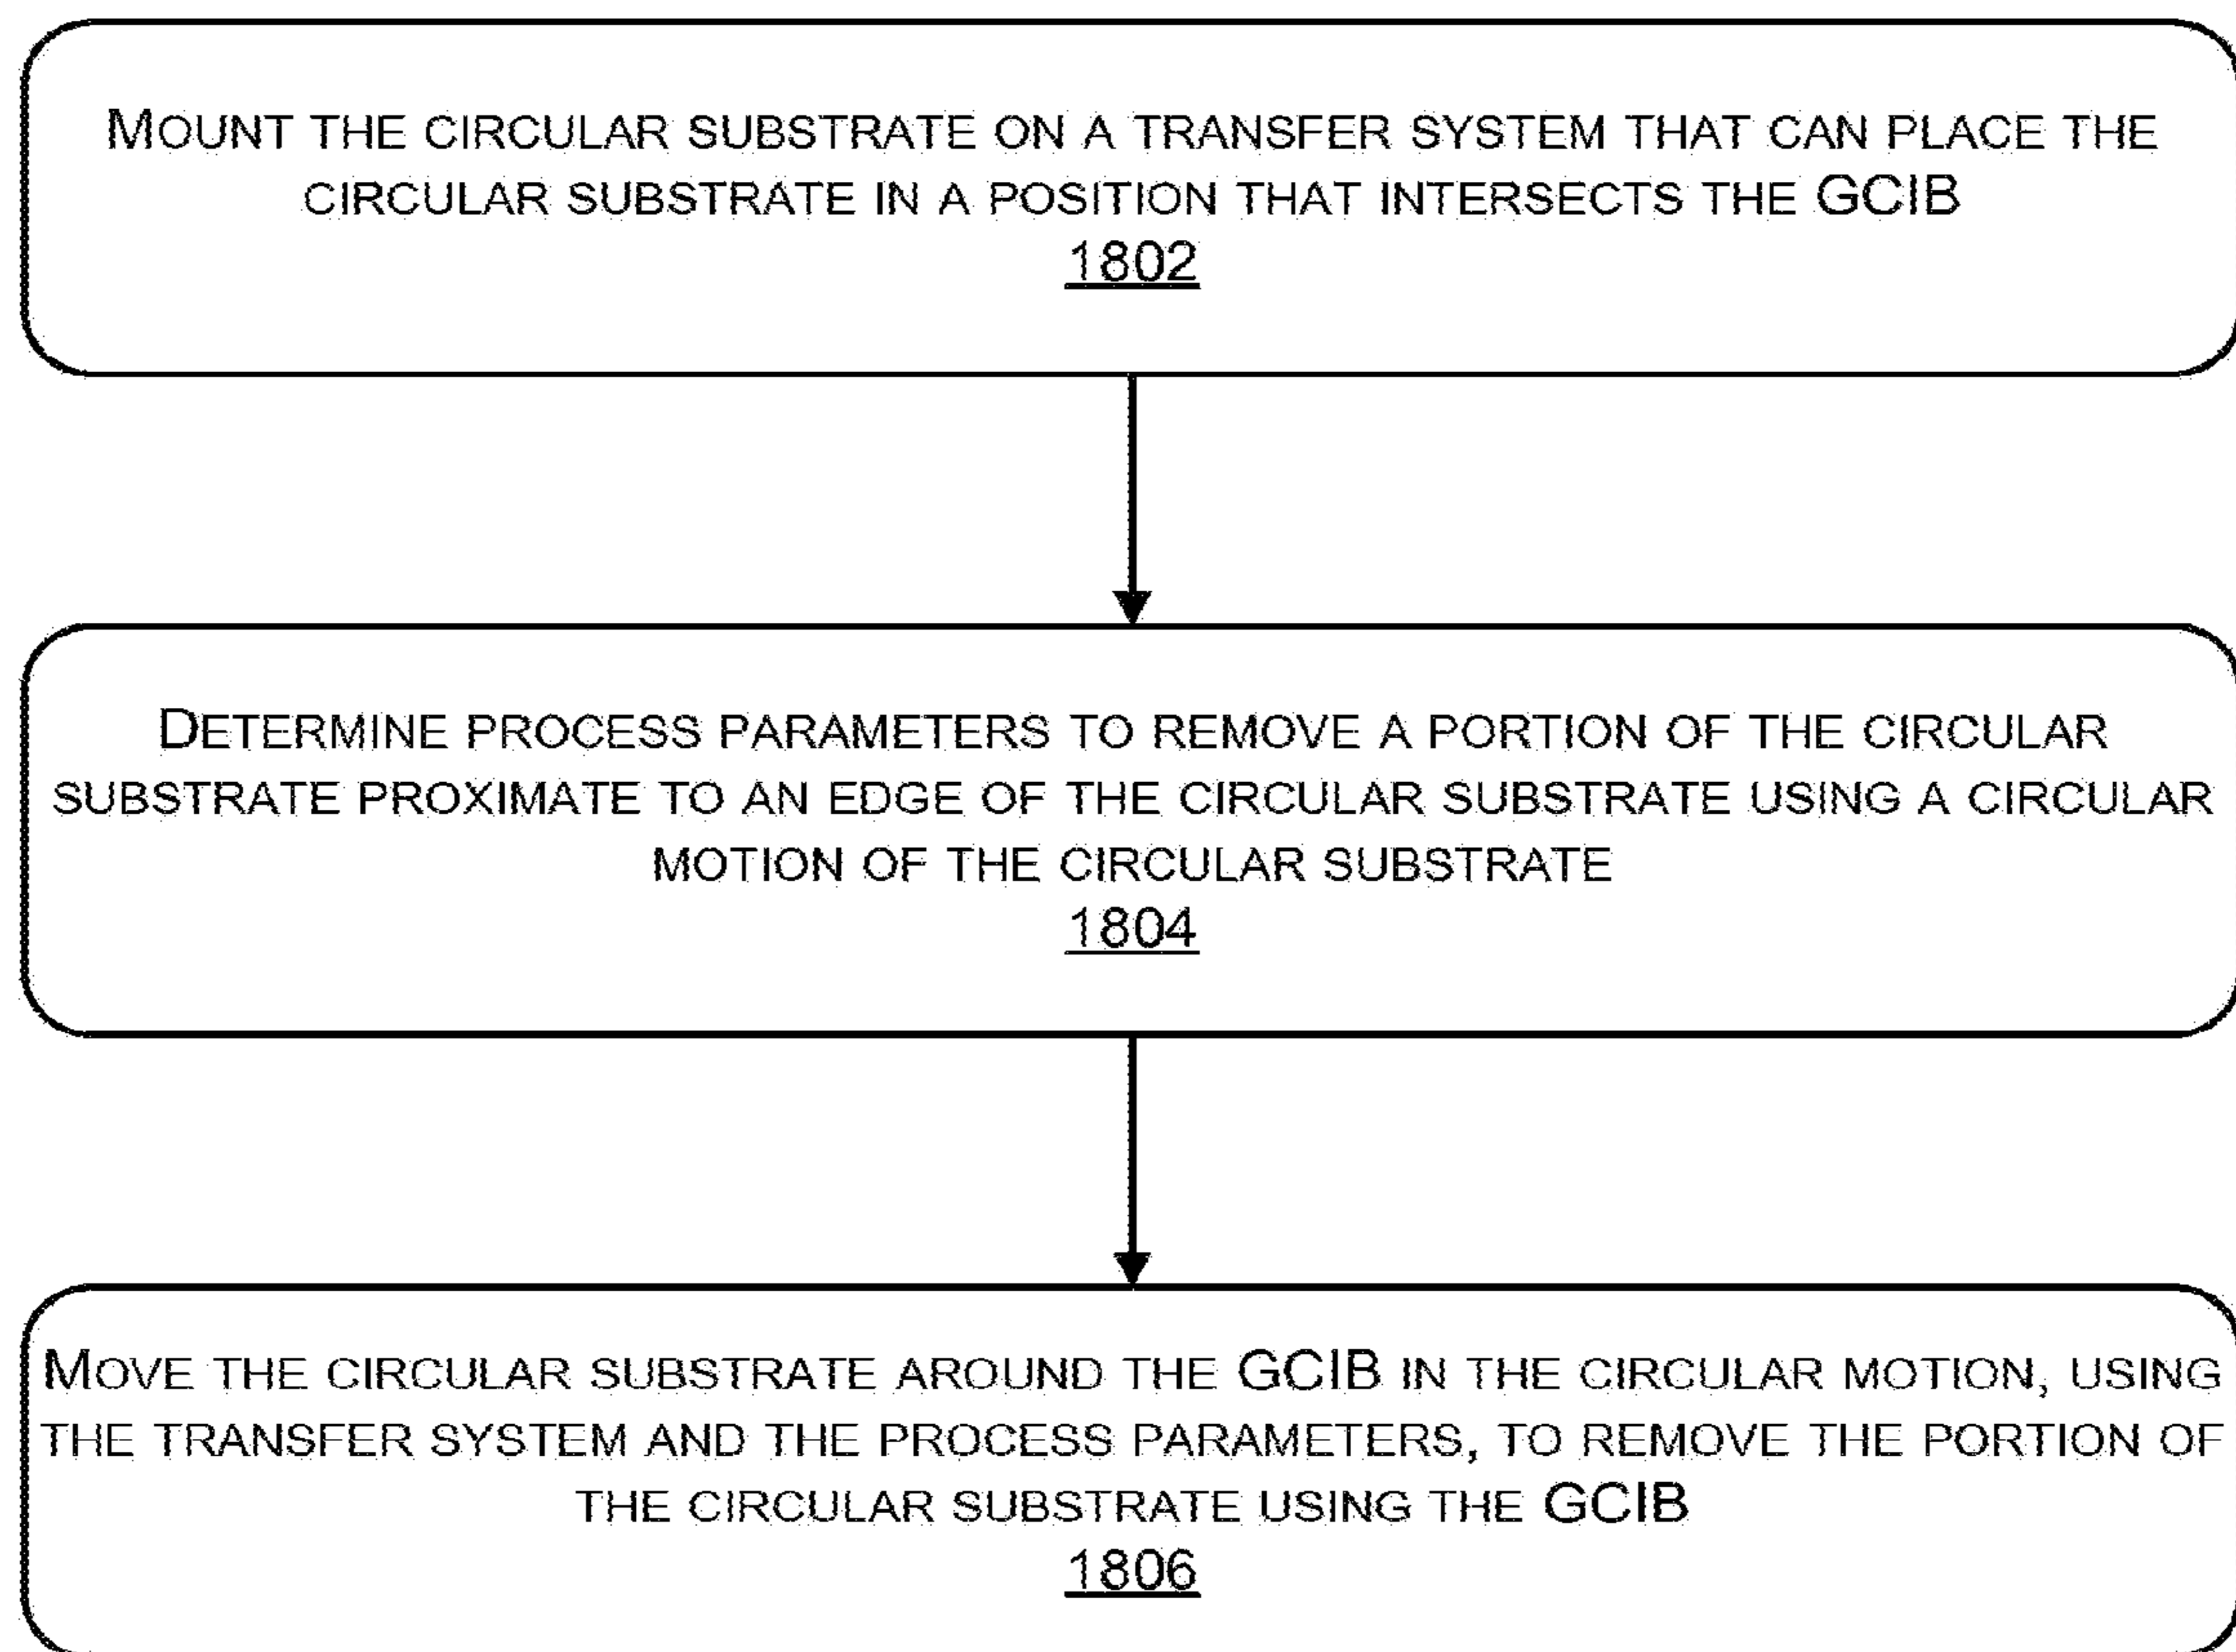 MOUNT THE CIRCULAR SUBSTRATE ON A TRANSFER SYSTEM THAT CAN PLACE THE
CIRCULAR SUBSTRATE IN A POSITION THAT INTERSECTS THE GCIB
1802
DETERMINE PROCESS PARAMETERS TO REMOVE A PORTION OF THE CIRCULAR
SUBSTRATE PROXIMATE TO AN EDGE OF THE CIRCULAR SUBSTRATE USING A CIRCULAR
MOTION OF THE CIRCULAR SUBSTRATE
1804
MOVE THE CIRCULAR SUBSTRATE AROUND THE GCIB IN THE CIRCULAR MOTION, USING
THE TRANSFER SYSTEM AND THE PROCESS PARAMETERS, TO REMOVE THE PORTION OF
THE CIRCULAR SUBSTRATE USING THE GCIB
1806